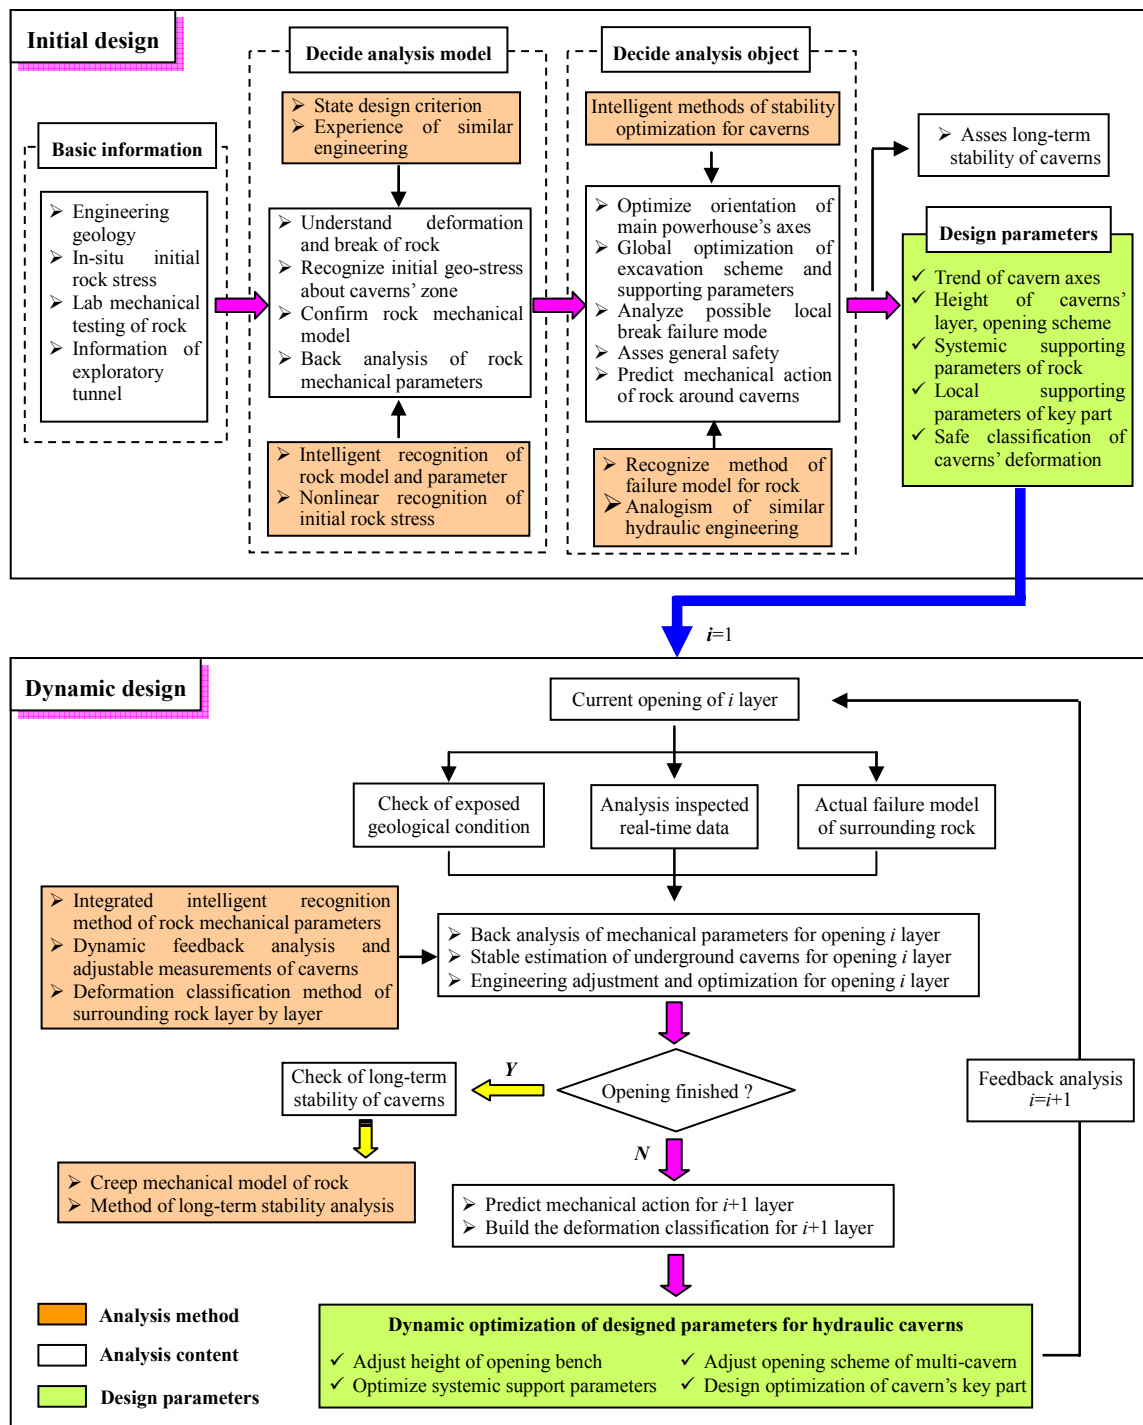 Initial design
Basic information
Engineering
geology
In-situ initial
rock stress
Lab mechanical
testing of rock
Information of
exploratory
tunnel
Decide analysis model
State design criterion
Experience of similar
engineering
Understand deformation
and break of rock
Recognize initial geo-stress
about caverns' zone
Confirm rock mechanical
model
Back analysis of rock
mechanical parameters
Intelligent recognition of
rock model and parameter
Nonlinear recognition of
initial rock stress
Decide analysis object
Intelligent methods of stability
optimization for caverns
Optimize orientation of
main powerhouse's axes
Global optimization of
excavation scheme and
supporting parameters
Analyze possible local
break failure mode
Asses general safety
Predict mechanical action
of rock around caverns
Recognize method of
failure model for rock
Analogism of similar
hydraulic engineering
Asses long-term
stability of caverns
Design parameters
Trend of cavern axes
Height of caverns'
layer, opening scheme
Systemic supporting
parameters of rock
Local supporting
parameters of key part
Safe classification of
caverns' deformation
i=1
Dynamic design
Current opening of i layer
Check of exposed
geological condition
Analysis inspected
real-time data
Actual failure model
of surrounding rock
Integrated intelligent recognition
method of rock mechanical parameters
Dynamic feedback analysis and
adjustable measurements of caverns
Deformation classification method of
surrounding rock layer by layer
Back analysis of mechanical parameters for opening i layer
Stable estimation of underground caverns for opening i layer
Engineering adjustment and optimization for opening i layer
Opening finished ?
Y
Check of long-term
stability of caverns
Creep mechanical model of rock
Method of long-term stability analysis
N
Predict mechanical action for i+1 layer
Build the deformation classification for i+1 layer
Feedback analysis
i=i+1
Dynamic optimization of designed parameters for hydraulic caverns
Adjust height of opening bench
Adjust opening scheme of multi-cavern
Optimize systemic support parameters
Design optimization of cavern's key part
Analysis method
Analysis content
Design parameters